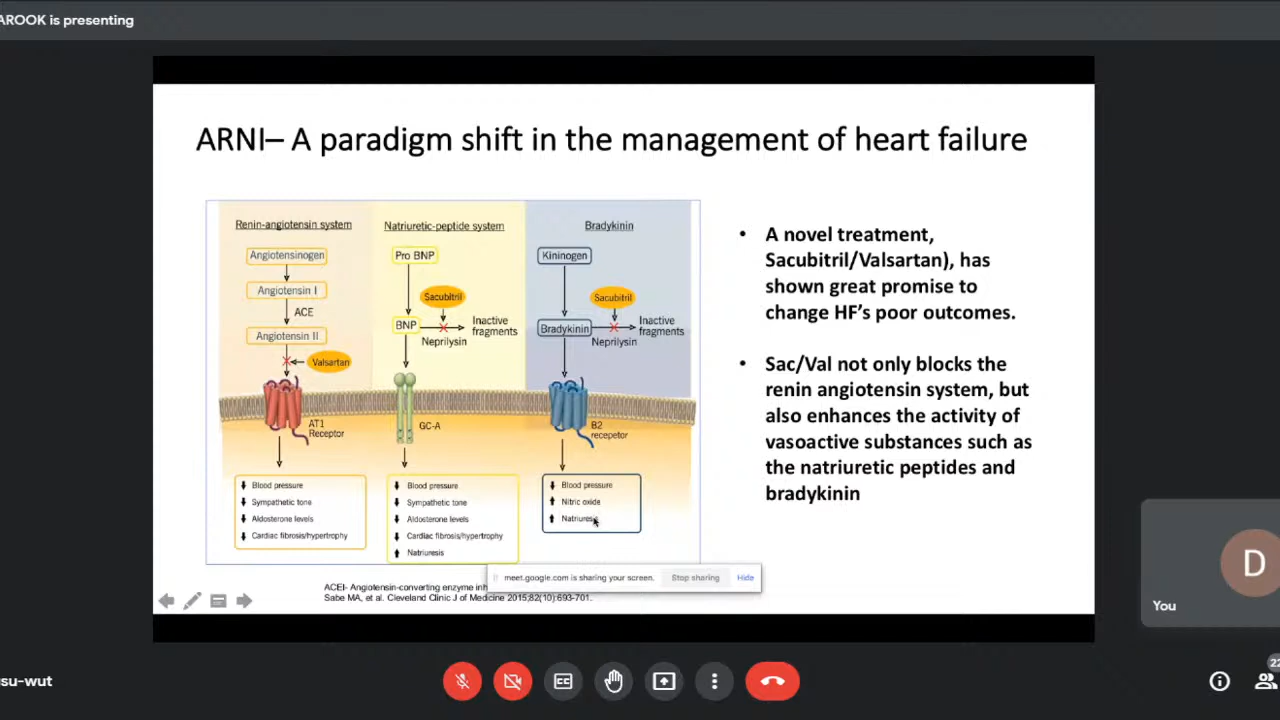 AROOK is presenting
ARNI– A paradigm shift in the management of heart failure
Renin-angiotensin system
Angiotensinogen
Angiotensin I
ACE
Angiotensin II
Valsartan
AT1
Receptor
Blood pressure
Sympathetic tone
Aldosterone levels
Cardiac fibrosis/hypertrophy
Natriuretic-peptide system
Pro BNP
Sacubitril
BNP
Inactive
fragments
Neprilysin
GC-A
Blood pressure
Sympathetic tone
Aldosterone levels
Cardiac fibrosis/hypertrophy
Natriuresis
Bradykinin
Kininogen
Sacubitril
Bradykinin
Inactive
fragments
Neprilysin
B2
recepetor
Blood pressure
Nitric oxide
Natriuresis
• A novel treatment,
Sacubitril/Valsartan), has
shown great promise to
change HF's poor outcomes.
• Sac/Val not only blocks the
renin angiotensin system, but
also enhances the activity of
vasoactive substances such as
the natriuretic peptides and
bradykinin
ACEI- Angiotensin-converting enzyme
Sabe MA, et al. Cleveland Clinic J of Medicine 2015;82(10):693-701.
meet.google.com is sharing your screen.
Stop sharing
Hide
D
You
su-wut
22